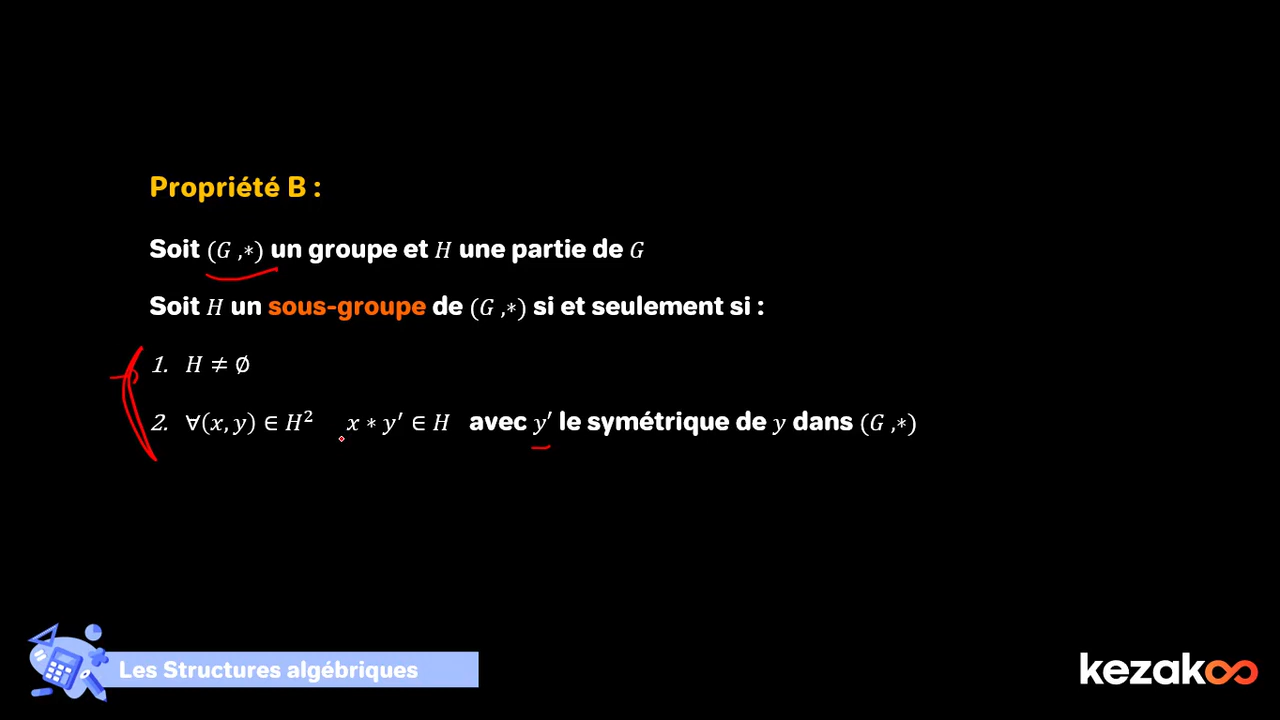 Propriété B :
Soit (G ,∗) un groupe et H une partie de G
Soit H un sous-groupe de (G ,∗) si et seulement si :
1. H ≠ ∅
2. ∀(x, y) ∈ H² x ∗ y′ ∈ H avec y′ le symétrique de y dans (G ,∗)
Les Structures algébriques
kezakoo